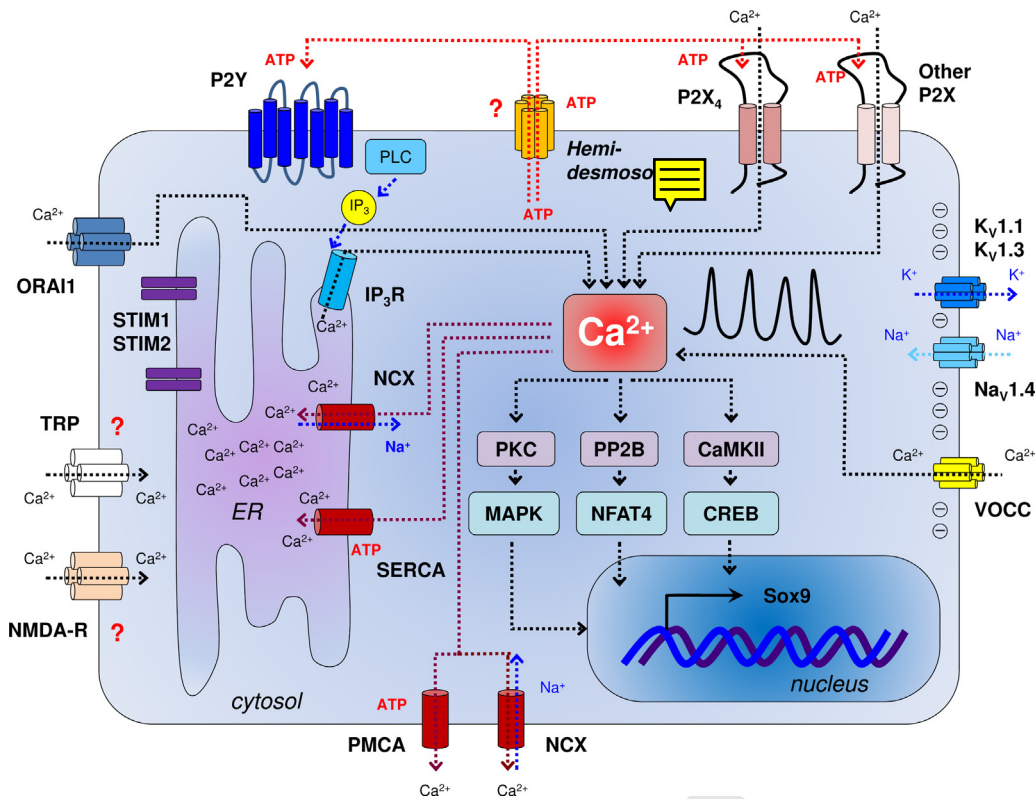 Ca²⁺
Ca²⁺
ATP
ATP
ATP
P2Y
P2X₄
Other
P2X
?
ATP
ATP
PLC
Hemi-
desmoso
IP₃
ATP
Ca²⁺
ORAI1
IP₃R
Ca²⁺
STIM1
STIM2
Ca²⁺
Kᵥ1.1
Kᵥ1.3
K⁺
K⁺
Na⁺
Na⁺
Naᵥ1.4
NCX
Ca²⁺
Ca²⁺
Na⁺
TRP
?
Ca²⁺
Ca²⁺
Ca²⁺
Ca²⁺
Ca²⁺
Ca²⁺
Ca²⁺
Ca²⁺
Ca²⁺
Ca²⁺
Ca²⁺
ER
Ca²⁺
Ca²⁺
ATP
SERCA
PKC
PP2B
CaMKII
MAPK
NFAT4
CREB
Ca²⁺
Ca²⁺
VOCC
Ca²⁺
Ca²⁺
NMDA-R
?
Sox9
nucleus
cytosol
ATP
Na⁺
PMCA
NCX
Ca²⁺
Ca²⁺